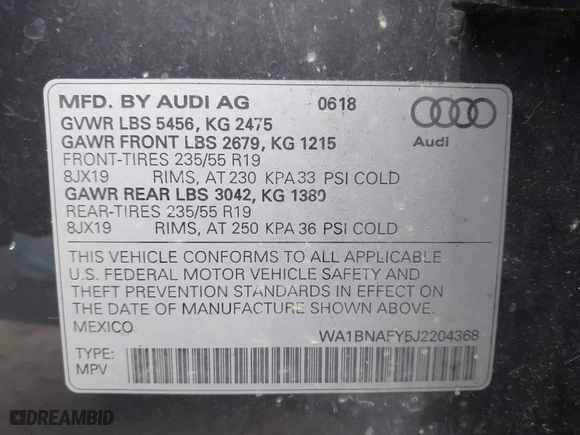 MFD. BY AUDI AG 0618
GVWR LBS 5456, KG 2475
GAWR FRONT LBS 2679, KG 1215
FRONT-TIRES 235/55 R19
8JX19 RIMS, AT 230 KPA 33 PSI COLD
GAWR REAR LBS 3042, KG 1380
REAR-TIRES 235/55 R19
8JX19 RIMS, AT 250 KPA 36 PSI COLD
Audi
THIS VEHICLE CONFORMS TO ALL APPLICABLE
U.S. FEDERAL MOTOR VEHICLE SAFETY AND
THEFT PREVENTION STANDARDS IN EFFECT ON
THE DATE OF MANUFACTURE SHOWN ABOVE.
MEXICO WA1BNAFY5J2204368
TYPE:
MPV
DREAMBID